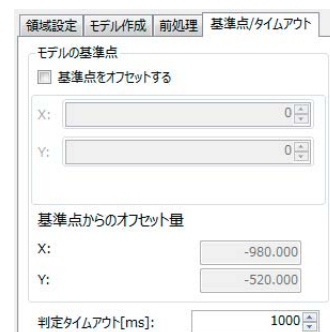 領域設定 モデル作成 前処理 基準点/タイムアウト
モデルの基準点
基準点をオフセットする
X: 0
Y: 0
基準点からのオフセット量
X: -980.000
Y: -520.000
判定タイムアウト[ms]: 1000